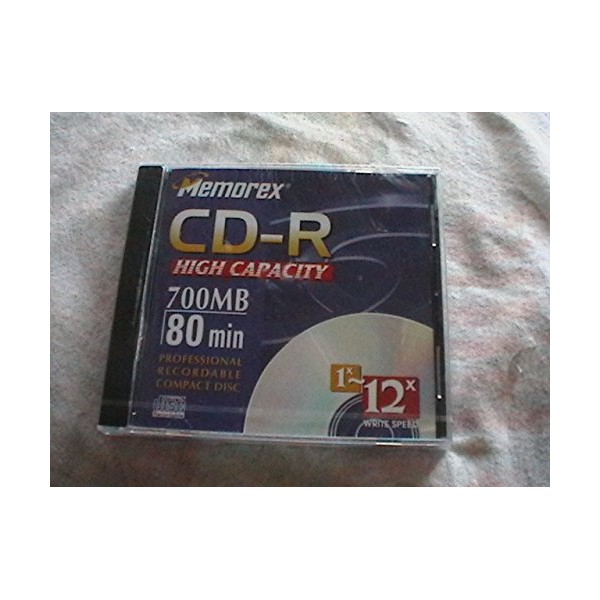 Memorex®
CD-R
HIGH CAPACITY
700MB
80 min
PROFESSIONAL
RECORDABLE
COMPACT DISC
1x~12x
WRITE SPEED